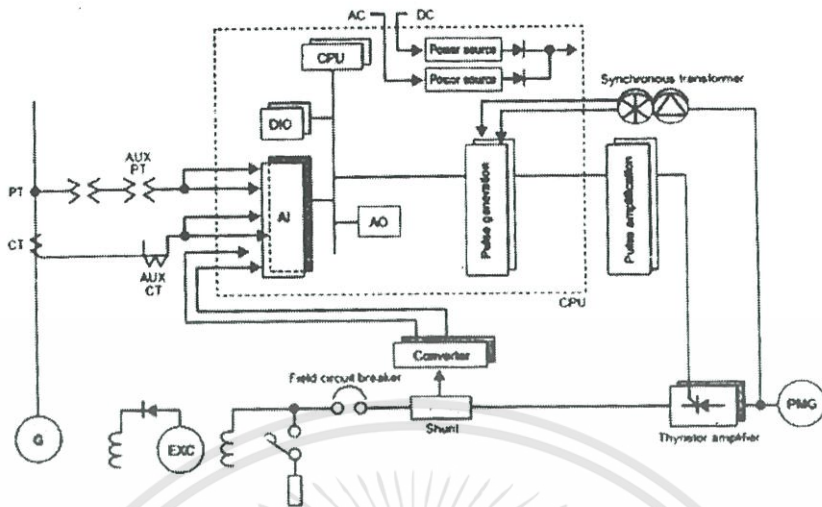 AC DC
CPU
Power source
Power source
Synchronous transformer
DIO
AUX
PT
PT
AI
Pulse generation
Pulse amplification
AO
CT
AUX
CT
CPU
Converter
Field circuit breaker
G
EXC
Shunt
Thyristor amplifier
PMG